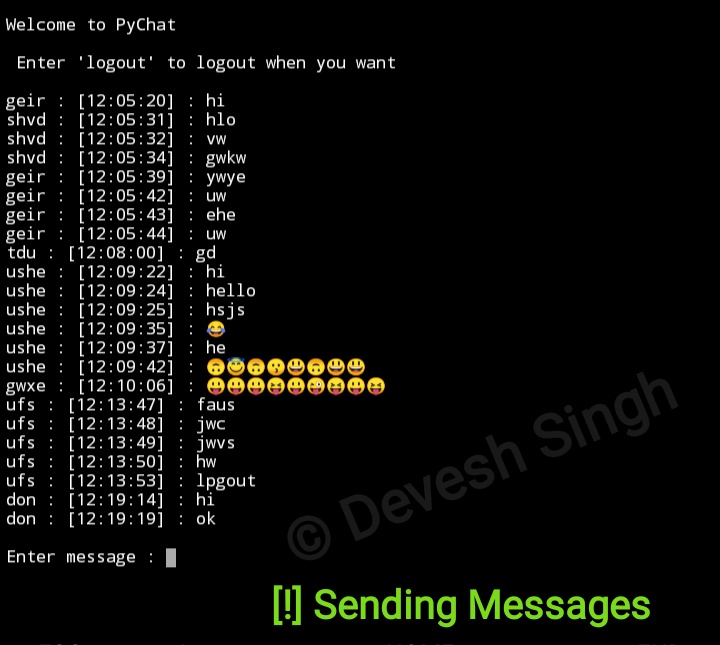 Welcome to PyChat
Enter 'logout' to logout when you want
geir : [12:05:20] : hi
shvd : [12:05:31] : hlo
shvd : [12:05:32] : vw
shvd : [12:05:34] : gwkw
geir : [12:05:39] : ywye
geir : [12:05:42] : uw
geir : [12:05:43] : ehe
geir : [12:05:44] : uw
tdu : [12:08:00] : gd
ushe : [12:09:22] : hi
ushe : [12:09:24] : hello
ushe : [12:09:25] : hsjs
ushe : [12:09:35] : 😂
ushe : [12:09:37] : he
ushe : [12:09:42] : 🙃😇🙃😗😃🙃😃😃
gwxe : [12:10:06] : 😛😛😛😝😛😜😝😛😝
ufs : [12:13:47] : faus
ufs : [12:13:48] : jwc
ufs : [12:13:49] : jwvs
ufs : [12:13:50] : hw
ufs : [12:13:53] : lpgout
don : [12:19:14] : hi
don : [12:19:19] : ok
© Devesh Singh
Enter message :
[!] Sending Messages